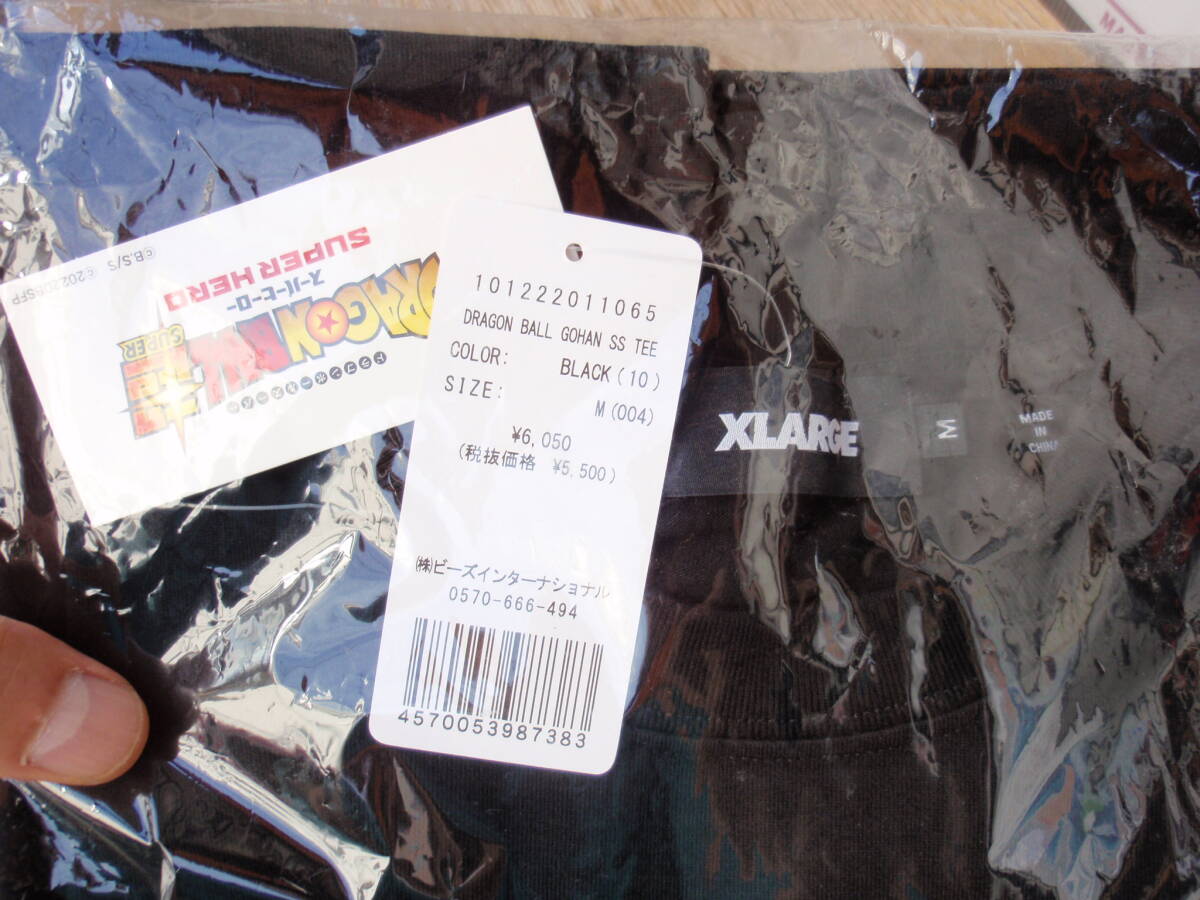 ©B.S/S ©2022DBSFP
SUPER HERO
スーパーヒーロー
DRAGON BALL
超
SUPER
101222011065
DRAGON BALL GOHAN SS TEE
COLOR: BLACK(10)
SIZE: M(004)
¥6,050
(税抜価格 ¥5,500)
㈱ビーズインターナショナル
0570-666-494
4570053987383
XLARGE
M
MADE
IN
CHINA